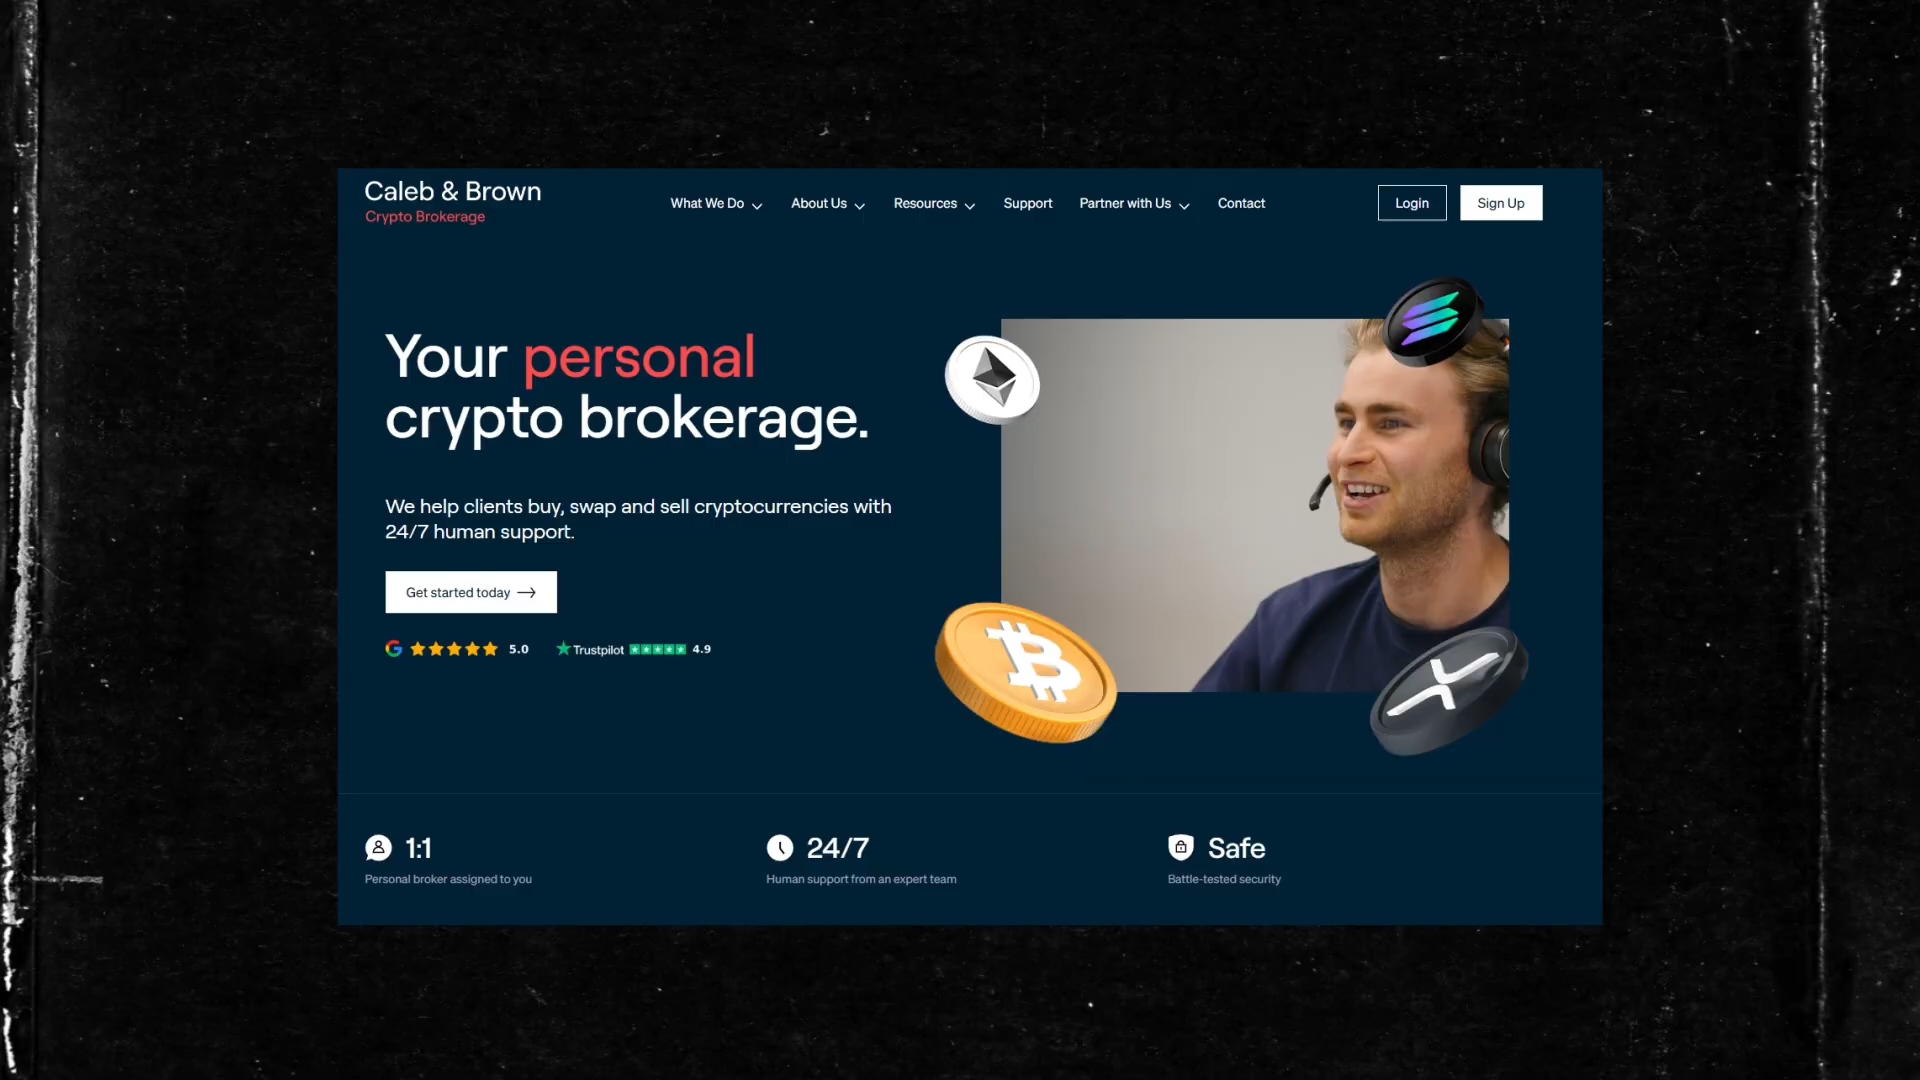 Caleb & Brown
Crypto Brokerage
What We Do
About Us
Resources
Support
Partner with Us
Contact
Login
Sign Up
Your personal
crypto brokerage.
We help clients buy, swap and sell cryptocurrencies with
24/7 human support.
Get started today
5.0
Trustpilot
4.9
1:1
Personal broker assigned to you
24/7
Human support from an expert team
Safe
Battle-tested security